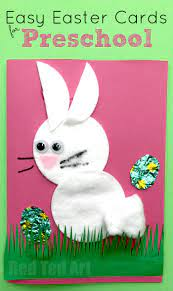 Easy Easter Cards
for Preschool
Red Ted Art